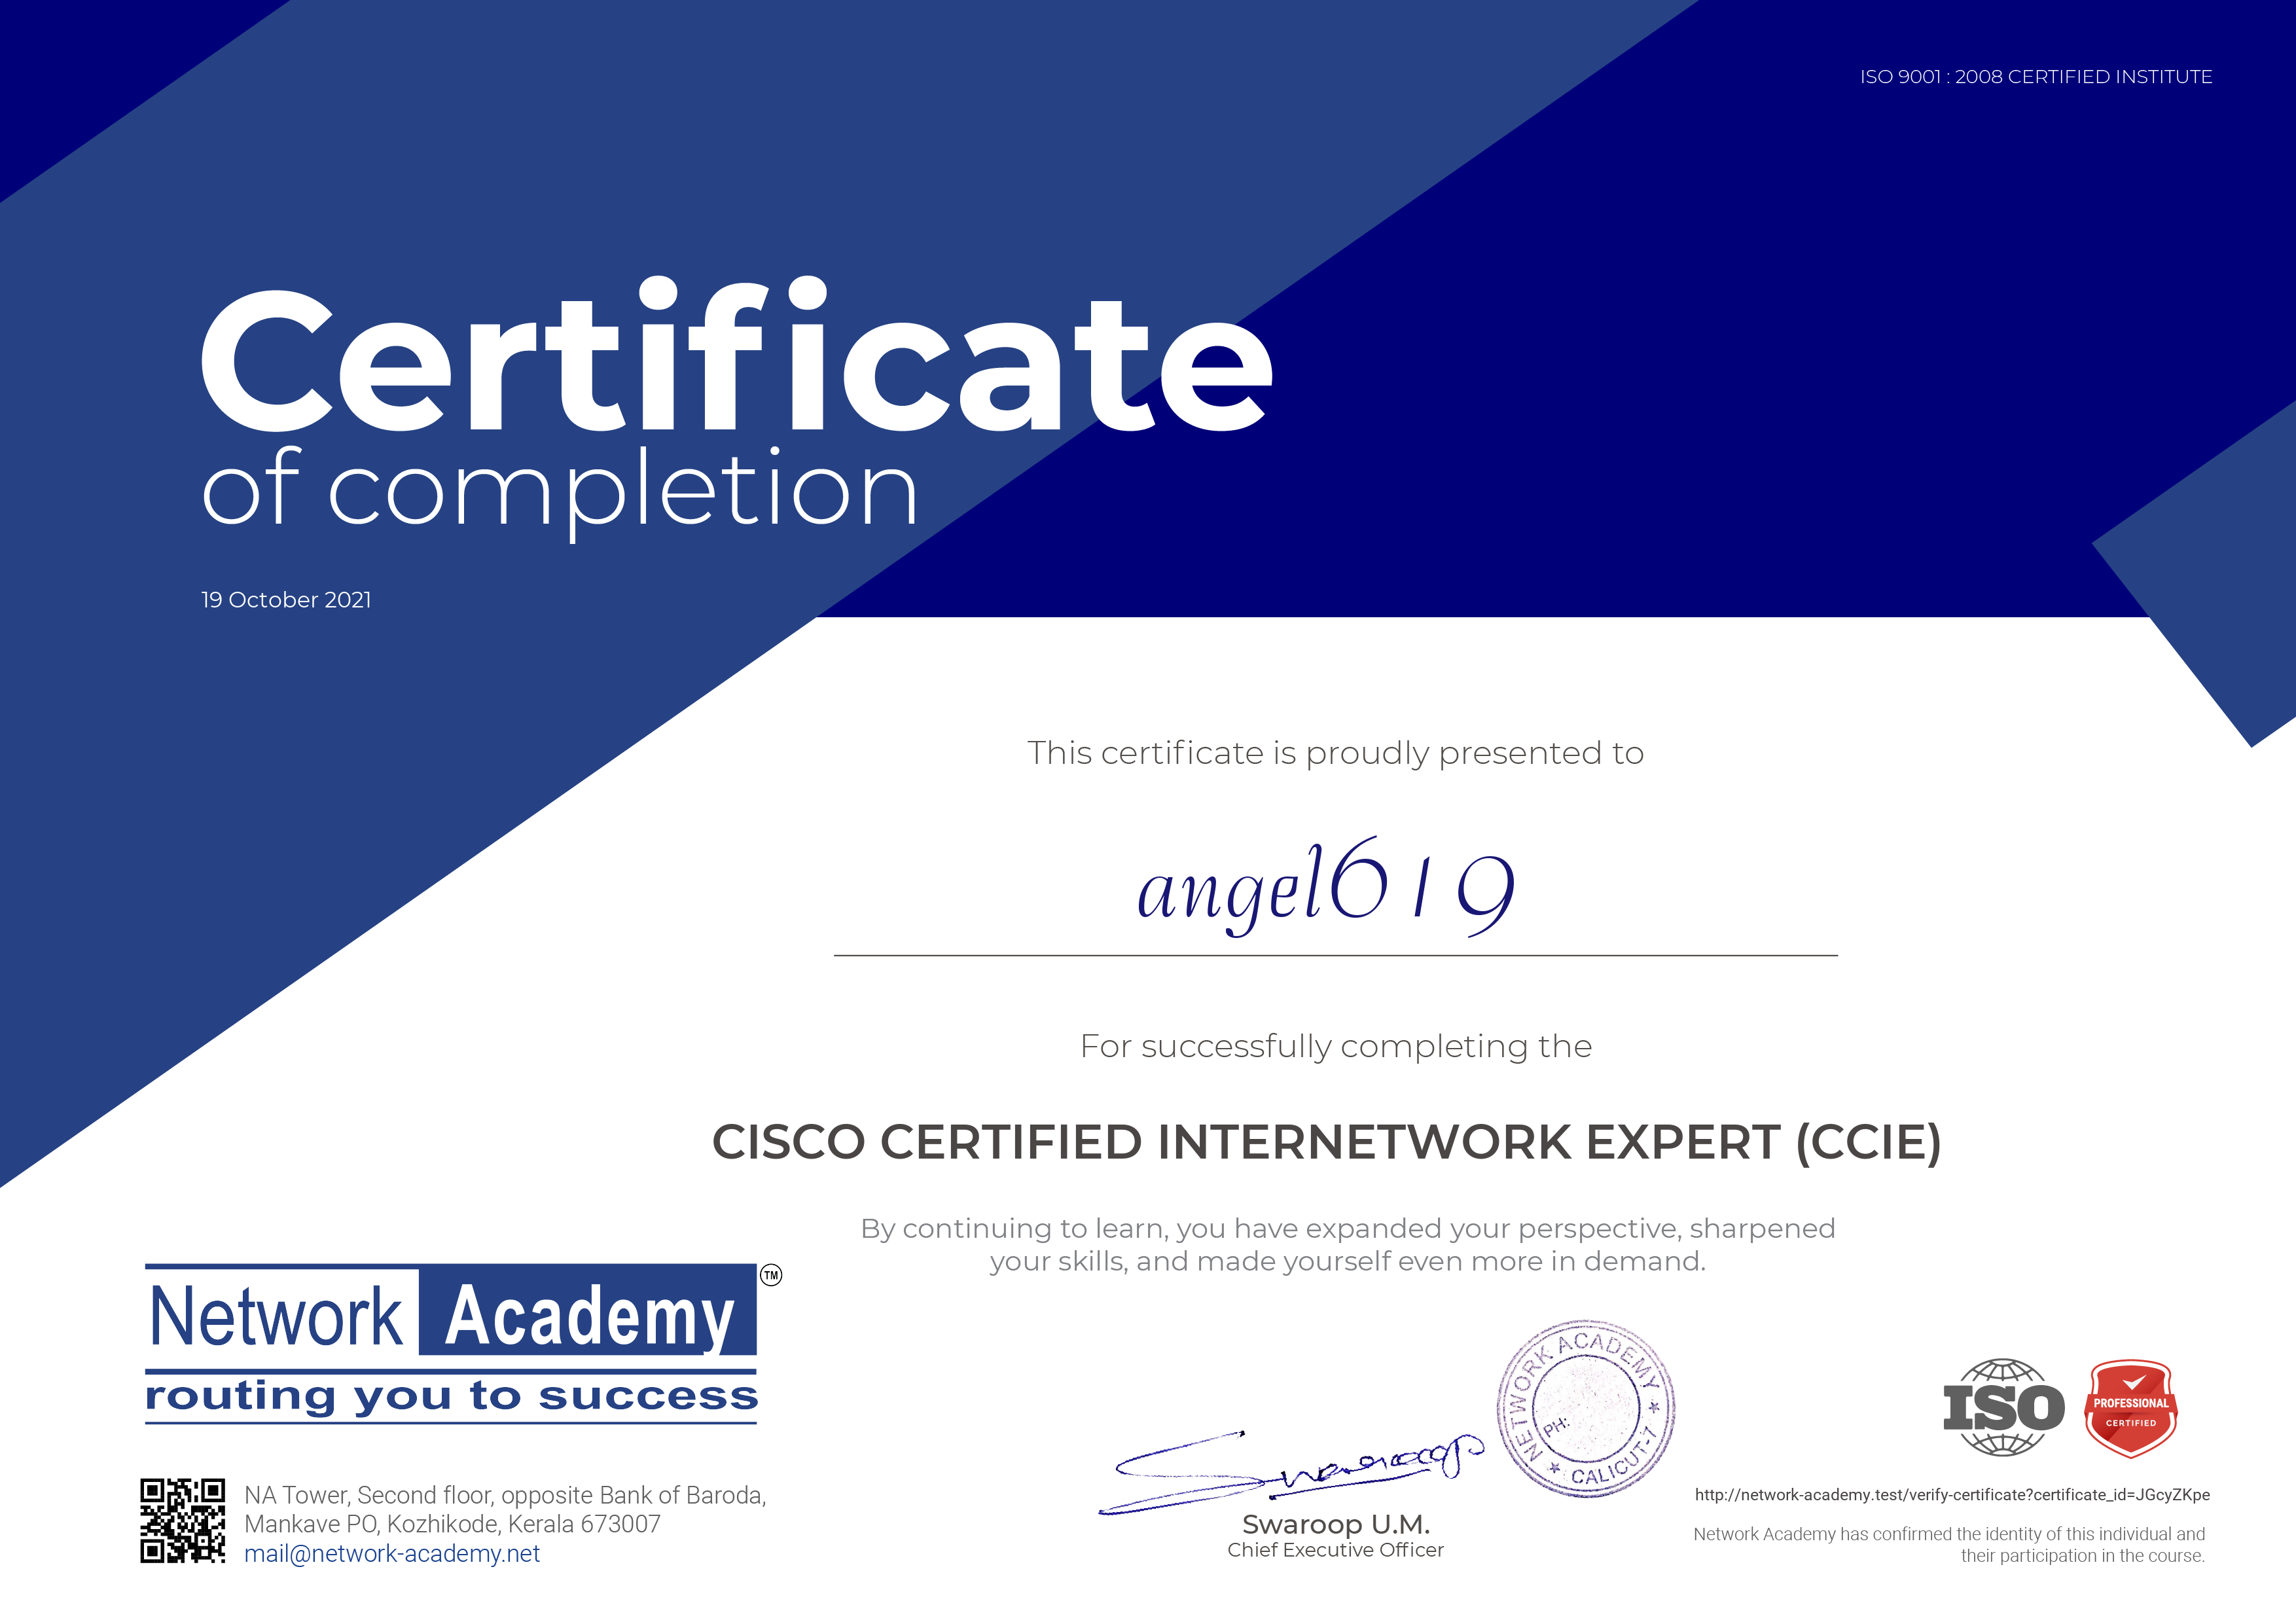 ISO 9001 : 2008 CERTIFIED INSTITUTE
Certificate
of completion
19 October 2021
This certificate is proudly presented to
angel619
For successfully completing the
CISCO CERTIFIED INTERNETWORK EXPERT (CCIE)
By continuing to learn, you have expanded your perspective, sharpened
your skills, and made yourself even more in demand.
Network Academy TM
routing you to success
NA Tower, Second floor, opposite Bank of Baroda,
Mankave PO, Kozhikode, Kerala 673007
mail@network-academy.net
Swaroop
Swaroop U.M.
Chief Executive Officer
NETWORK ACADEMY * CALICUT-7 *
PH:
ISO
PROFESSIONAL
CERTIFIED
http://network-academy.test/verify-certificate?certificate_id=JGcyZKpe
Network Academy has confirmed the identity of this individual and
their participation in the course.